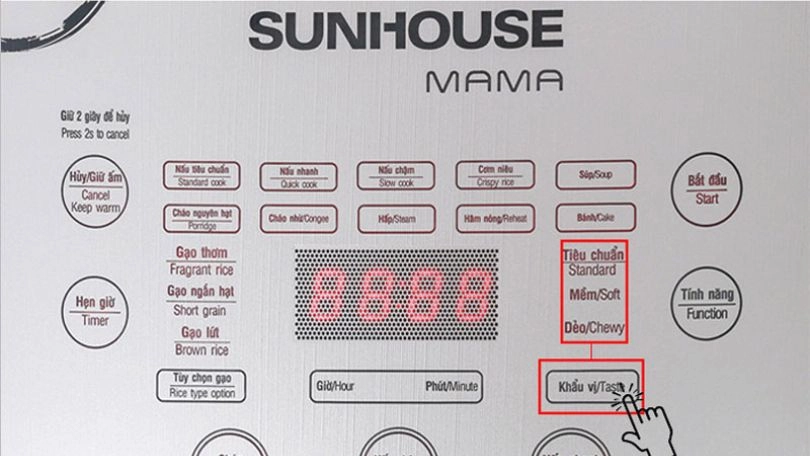 SUNHOUSE
MAMA
Giữ 2 giây để hủy
Press 2s to cancel
Hủy/Giữ ấm
Cancel
Keep warm
Nấu tiêu chuẩn
Standard cook
Nấu nhanh
Quick cook
Nấu chậm
Slow cook
Cơm niêu
Crispy rice
Súp/Soup
Bắt đầu
Start
Cháo nguyên hạt
Porridge
Cháo nhừ/Congee
Hấp/Steam
Hâm nóng/Reheat
Bánh/Cake
Gạo thơm
Fragrant rice
Gạo ngắn hạt
Short grain
Gạo lứt
Brown rice
88:88
Tiêu chuẩn
Standard
Mềm/Soft
Dẻo/Chewy
Hẹn giờ
Timer
Tính năng
Function
Tùy chọn gạo
Rice type option
Giờ/Hour
Phút/Minute
Khẩu vị/Taste